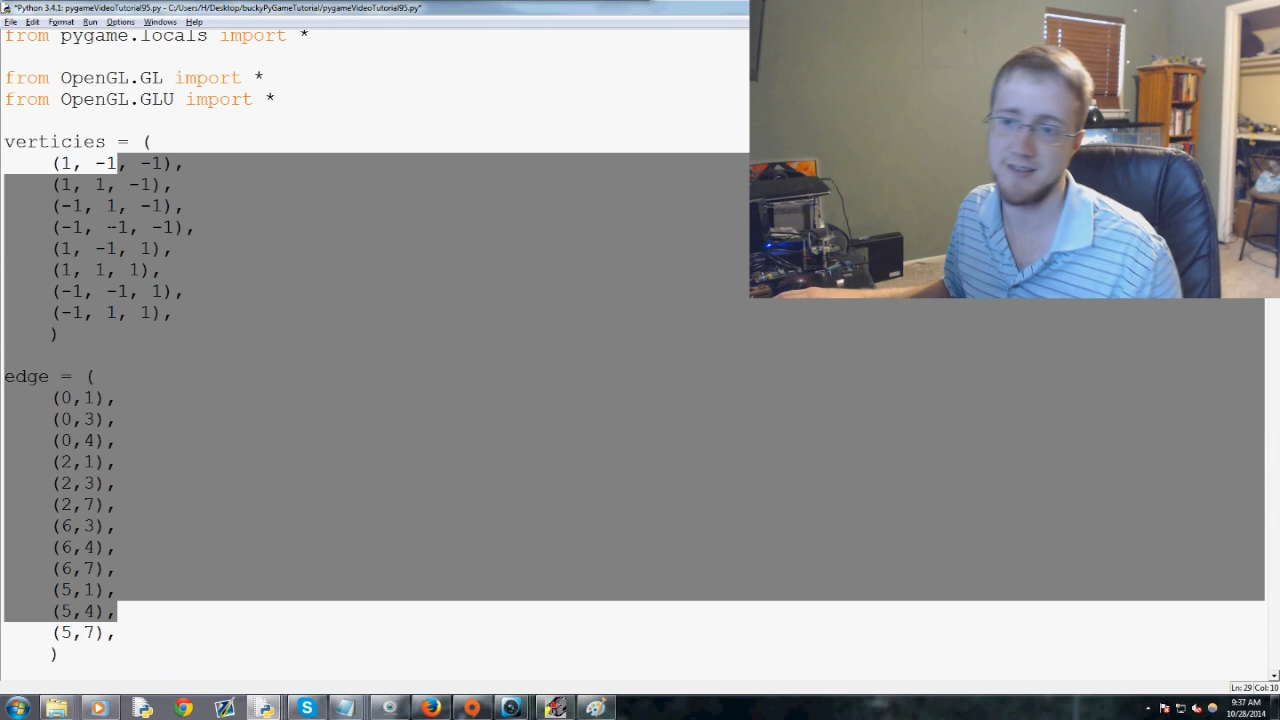 *Python 3.4.1: pygameVideoTutorial95.py - C:/Users/H/Desktop/buckyPyGameTutorial/pygameVideoTutorial95.py*
File Edit Format Run Options Windows Help
from pygame.locals import *
from OpenGL.GL import *
from OpenGL.GLU import *
verticies = (
(1, -1, -1),
(1, 1, -1),
(-1, 1, -1),
(-1, -1, -1),
(1, -1, 1),
(1, 1, 1),
(-1, -1, 1),
(-1, 1, 1),
)
edge = (
(0,1),
(0,3),
(0,4),
(2,1),
(2,3),
(2,7),
(6,3),
(6,4),
(6,7),
(5,1),
(5,4),
(5,7),
)
Ln: 29 Col: 10
9:37 AM
10/28/2014